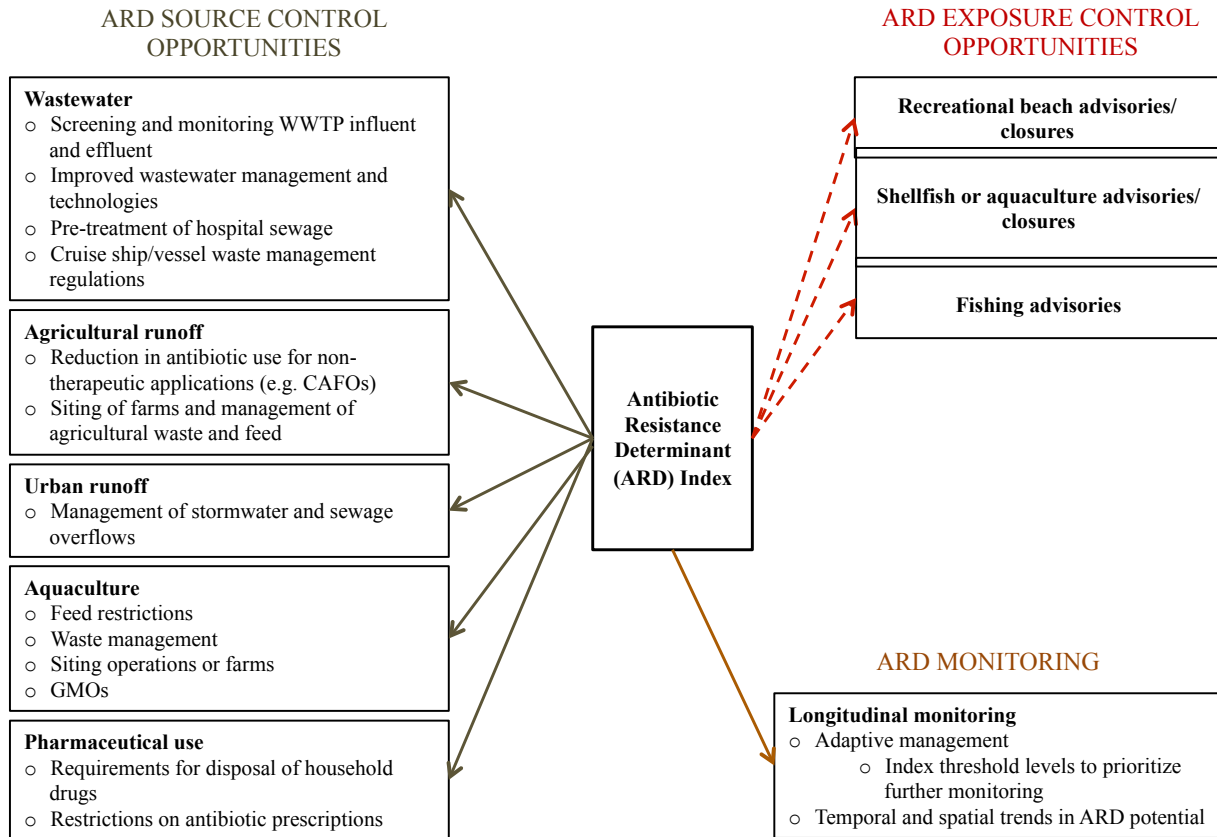 ARD SOURCE CONTROL
OPPORTUNITIES
Wastewater
o Screening and monitoring WWTP influent
and effluent
o Improved wastewater management and
technologies
o Pre-treatment of hospital sewage
o Cruise ship/vessel waste management
regulations
Agricultural runoff
o Reduction in antibiotic use for non-
therapeutic applications (e.g. CAFOs)
o Siting of farms and management of
agricultural waste and feed
Urban runoff
o Management of stormwater and sewage
overflows
Aquaculture
o Feed restrictions
o Waste management
o Siting operations or farms
o GMOs
Pharmaceutical use
o Requirements for disposal of household
drugs
o Restrictions on antibiotic prescriptions
Antibiotic
Resistance
Determinant
(ARD) Index
ARD EXPOSURE CONTROL
OPPORTUNITIES
Recreational beach advisories/
closures
Shellfish or aquaculture advisories/
closures
Fishing advisories
ARD MONITORING
Longitudinal monitoring
o Adaptive management
o Index threshold levels to prioritize
further monitoring
o Temporal and spatial trends in ARD potential